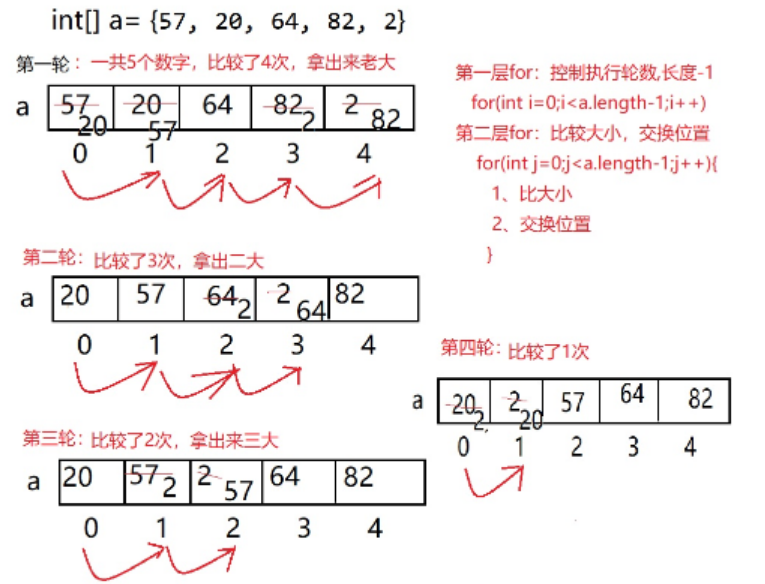 int[] a= {57, 20, 64, 82, 2}
第一轮：一共5个数字，比较了4次，拿出来老大
a 57 20 20 57 64 82 2 2 82
0 1 2 3 4
第一层for：控制执行轮数,长度-1
for(int i=0;i<a.length-1;i++)
第二层for：比较大小，交换位置
for(int j=0;j<a.length-1;j++){
1、比大小
2、交换位置
}
第二轮：比较了3次，拿出二大
a 20 57 64 2 2 64 82
0 1 2 3 4
第三轮：比较了2次，拿出来三大
a 20 57 2 2 57 64 82
0 1 2 3 4
第四轮：比较了1次
a 20 2, 2 20 57 64 82
0 1 2 3 4